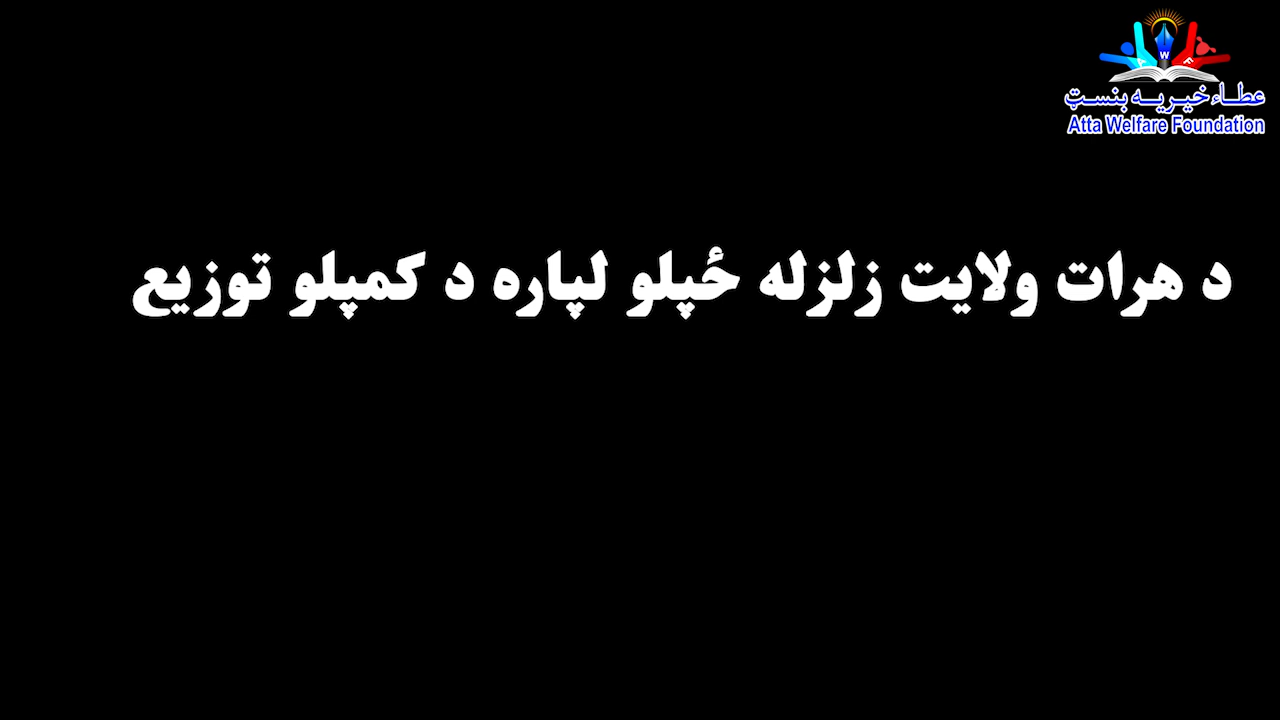 W
A
F
عطاء خیریه بنسټ
Atta Welfare Foundation
د هرات ولایت زلزله ځپلو لپاره د کمپلو توزیع